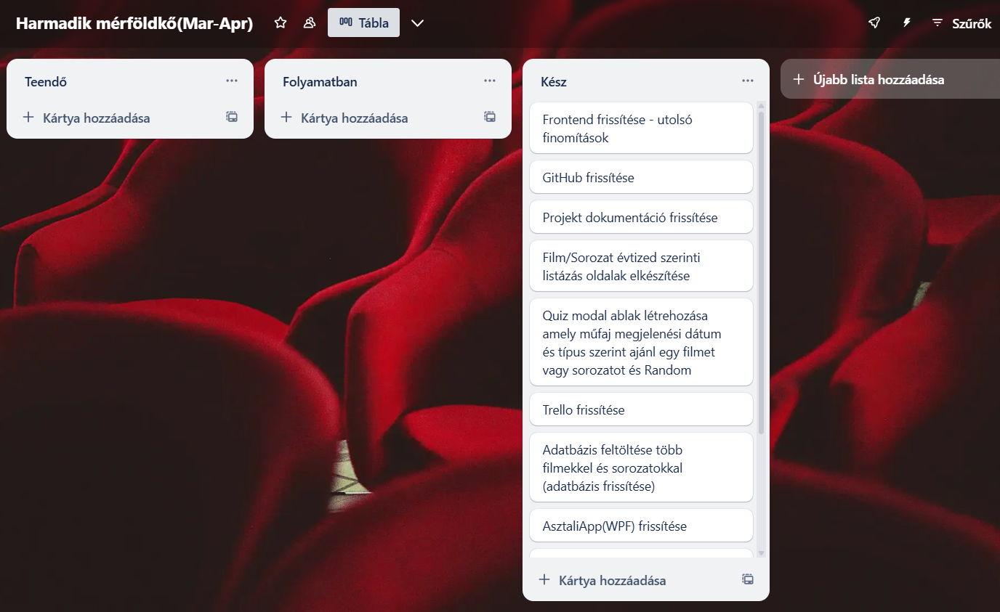 Harmadik mérföldkő(Mar-Apr)
Tábla
Szűrők
Teendő
Kártya hozzáadása
Folyamatban
Kártya hozzáadása
Kész
Frontend frissítése - utolsó
finomítások
GitHub frissítése
Projekt dokumentáció frissítése
Film/Sorozat évtized szerinti
listázás oldalak elkészítése
Quiz modal ablak létrehozása
amely műfaj megjelenési dátum
és típus szerint ajánl egy filmet
vagy sorozatot és Random
Trello frissítése
Adatbázis feltöltése több
filmekkel és sorozatokkal
(adatbázis frissítése)
AsztaliApp(WPF) frissítése
Kártya hozzáadása
Újabb lista hozzáadása